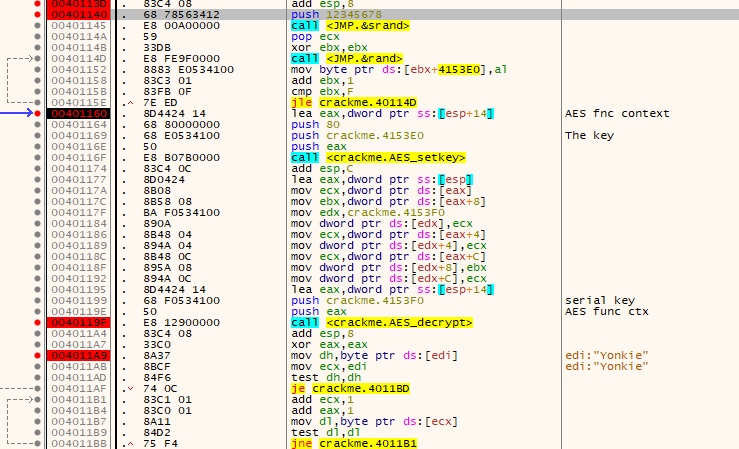 0040113D . 83C4 08 add esp,8
00401140 . 68 78563412 push 12345678
00401145 . E8 00A00000 call <JMP.&srand>
0040114A . 59 pop ecx
0040114B . 33DB xor ebx,ebx
0040114D . E8 FE9F0000 call <JMP.&rand>
00401152 . 8883 E0534100 mov byte ptr ds:[ebx+4153E0],al
00401158 . 83C3 01 add ebx,1
0040115B . 83FB 0F cmp ebx,F
0040115E .^ 7E ED jle crackme.40114D
00401160 . 8D4424 14 lea eax,dword ptr ss:[esp+14] AES fnc context
00401164 . 68 80000000 push 80
00401169 . 68 E0534100 push crackme.4153E0 The key
0040116E . 50 push eax
0040116F . E8 B07B0000 call <crackme.AES_setkey>
00401174 . 83C4 0C add esp,C
00401177 . 8D0424 lea eax,dword ptr ss:[esp]
0040117A . 8B08 mov ecx,dword ptr ds:[eax]
0040117C . 8B58 08 mov ebx,dword ptr ds:[eax+8]
0040117F . BA F0534100 mov edx,crackme.4153F0
00401184 . 890A mov dword ptr ds:[edx],ecx
00401186 . 8B48 04 mov ecx,dword ptr ds:[eax+4]
00401189 . 894A 04 mov dword ptr ds:[edx+4],ecx
0040118C . 8B48 0C mov ecx,dword ptr ds:[eax+C]
0040118F . 895A 08 mov dword ptr ds:[edx+8],ebx
00401192 . 894A 0C mov dword ptr ds:[edx+C],ecx
00401195 . 8D4424 14 lea eax,dword ptr ss:[esp+14]
00401199 . 68 F0534100 push crackme.4153F0 serial key
0040119E . 50 push eax AES func ctx
0040119F . E8 12900000 call <crackme.AES_decrypt>
004011A4 . 83C4 08 add esp,8
004011A7 . 33C0 xor eax,eax
004011A9 . 8A37 mov dh,byte ptr ds:[edi] edi:"Yonkie"
004011AB . 8BCF mov ecx,edi edi:"Yonkie"
004011AD . 84F6 test dh,dh
004011AF .v 74 0C je crackme.4011BD
004011B1 . 83C1 01 add ecx,1
004011B4 . 83C0 01 add eax,1
004011B7 . 8A11 mov dl,byte ptr ds:[ecx]
004011B9 . 84D2 test dl,dl
004011BB .^ 75 F4 jne crackme.4011B1